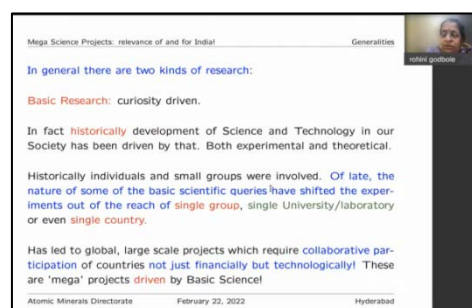 Mega Science Projects: relevance of and for India! Generalities
rohini godbole
In general there are two kinds of research:
Basic Research: curiosity driven.
In fact historically development of Science and Technology in our
Society has been driven by that. Both experimental and theoretical.
Historically individuals and small groups were involved. Of late, the
nature of some of the basic scientific queries have shifted the exper-
iments out of the reach of single group, single University/laboratory
or even single country.
Has led to global, large scale projects which require collaborative par-
ticipation of countries not just financially but technologically! These
are 'mega' projects driven by Basic Science!
Atomic Minerals Directorate February 22, 2022 Hyderabad